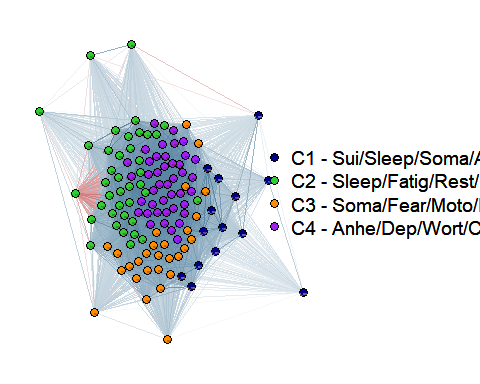 C1 - Sui/Sleep/Soma/A
C2 - Sleep/Fatig/Rest/
C3 - Soma/Fear/Moto/
C4 - Anhe/Dep/Wort/C